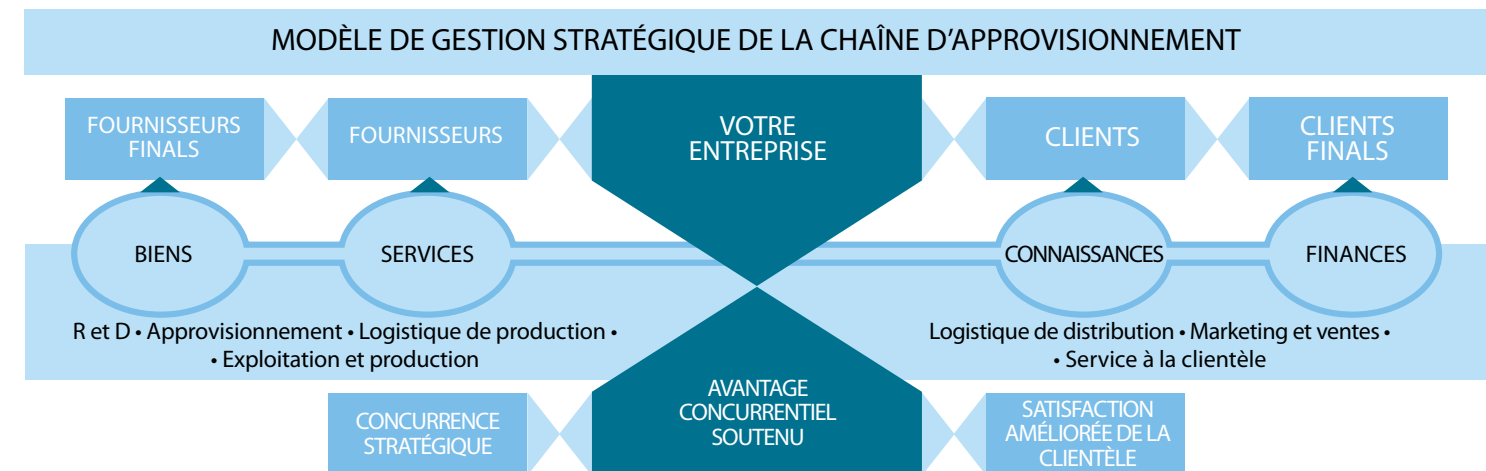 MODÈLE DE GESTION STRATÉGIQUE DE LA CHAÎNE D’APPROVISIONNEMENT
FOURNISSEURS
FINALS
FOURNISSEURS
VOTRE
ENTREPRISE
CLIENTS
CLIENTS
FINALS
BIENS
SERVICES
CONNAISSANCES
FINANCES
R et D • Approvisionnement • Logistique de production •
• Exploitation et production
Logistique de distribution • Marketing et ventes •
• Service à la clientèle
CONCURRENCE
STRATÉGIQUE
AVANTAGE
CONCURRENTIEL
SOUTENU
SATISFACTION
AMÉLIORÉE DE LA
CLIENTÈLE